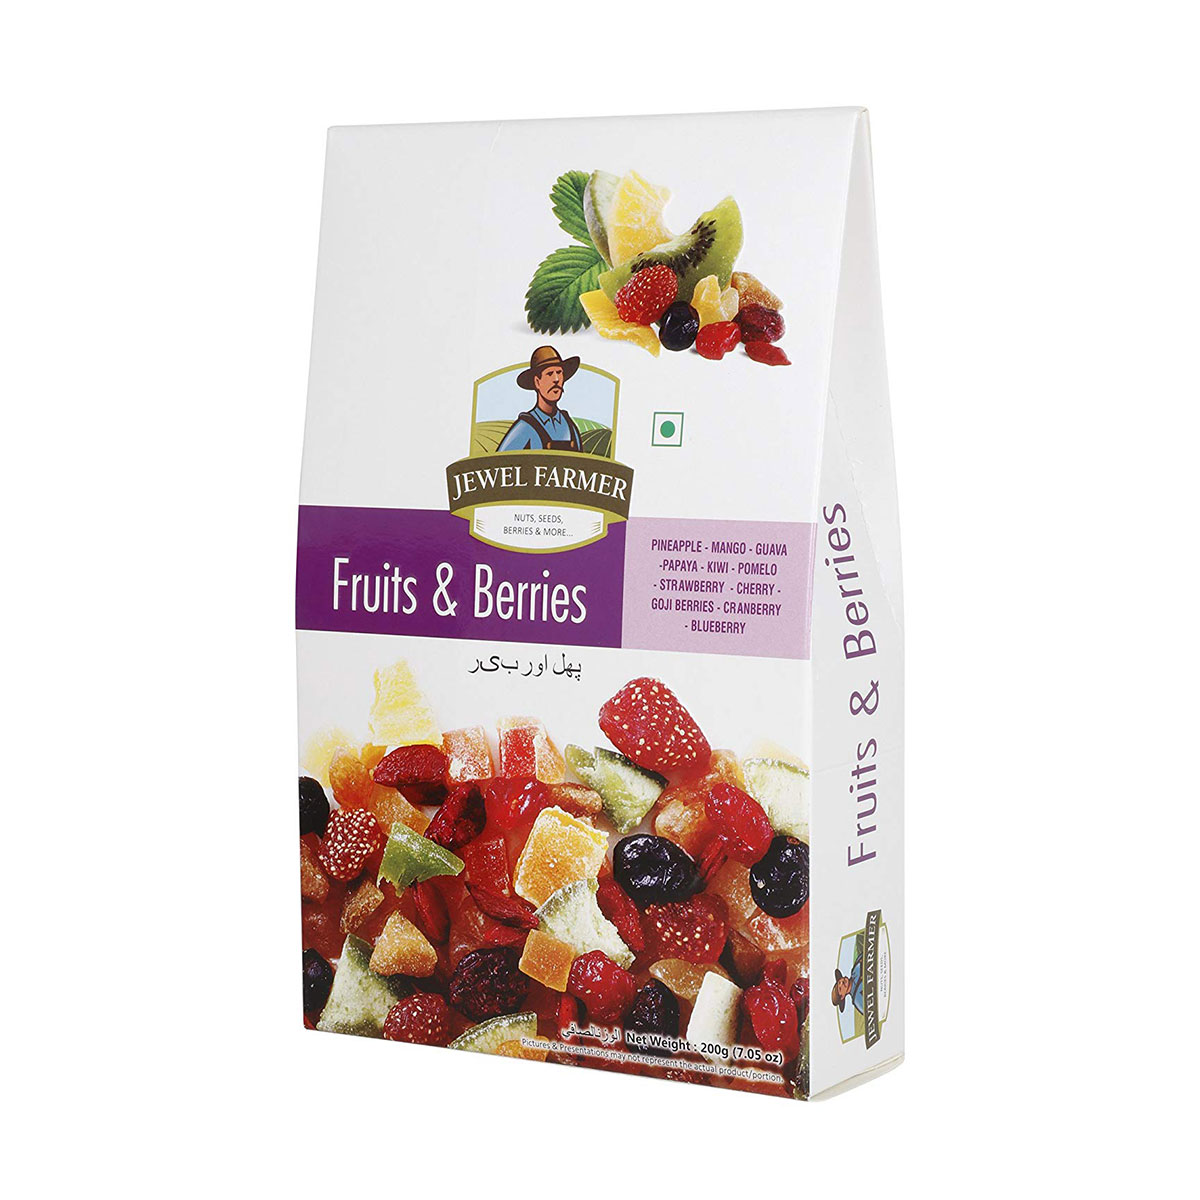 JEWEL FARMER
NUTS, SEEDS,
BERRIES & MORE...
Fruits & Berries
PINEAPPLE - MANGO - GUAVA
-PAPAYA - KIWI - POMELO
- STRAWBERRY - CHERRY -
GOJI BERRIES - CRANBERRY
- BLUEBERRY
پھل اور بیر
الوزن الصافي Net Weight : 200g (7.05 oz)
Pictures & Presentations may not represent the actual product/portion.
Fruits & Berries
JEWEL FARMER